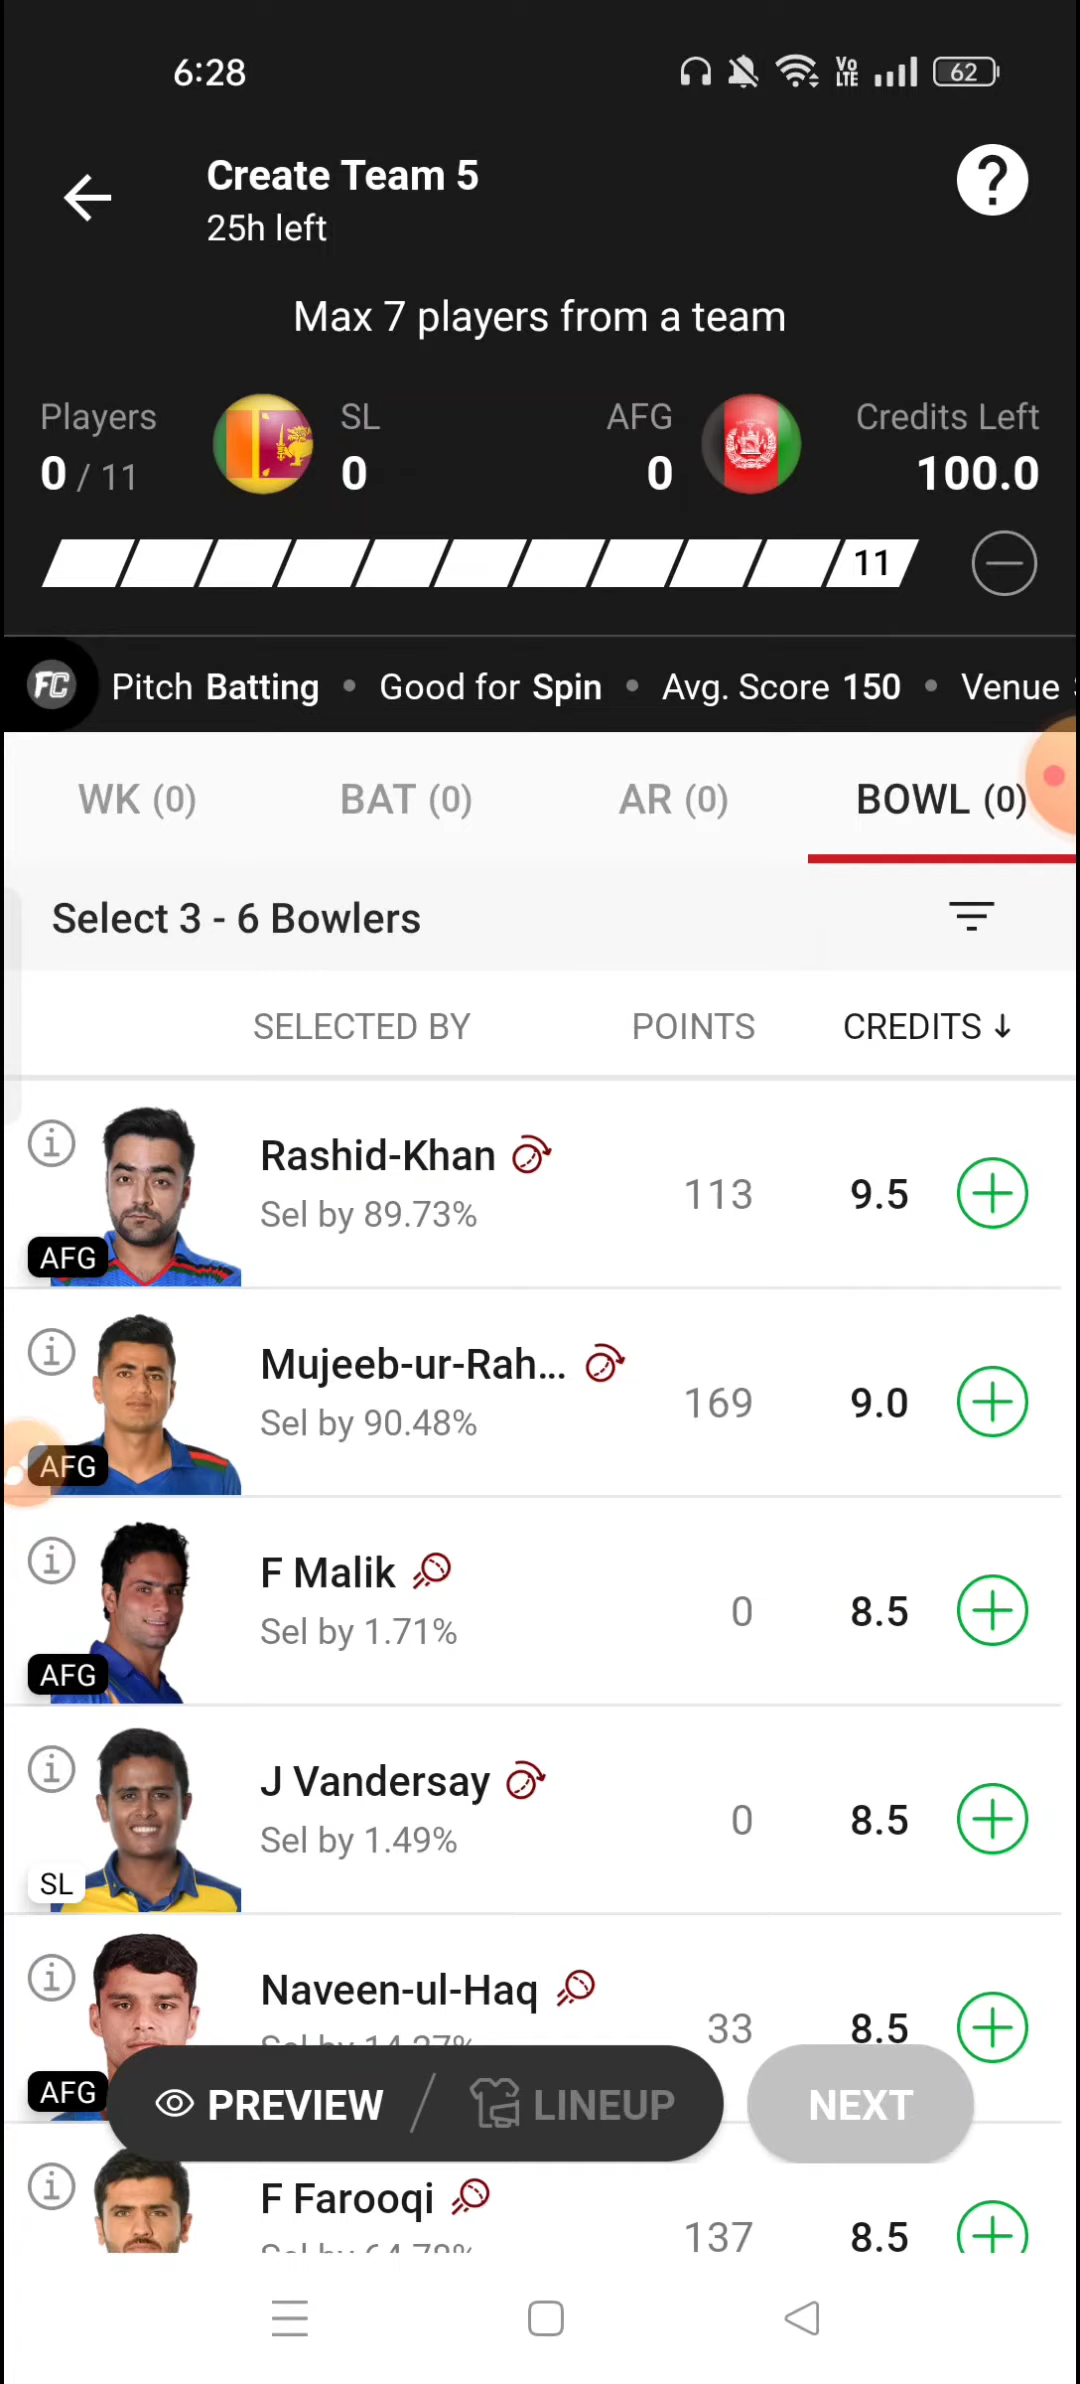 6:28
Vo LTE
62
Create Team 5
25h left
?
Max 7 players from a team
Players SL AFG Credits Left
0 / 11 0 0 100.0
11
FC Pitch Batting • Good for Spin • Avg. Score 150 • Venue
WK (0) BAT (0) AR (0) BOWL (0)
Select 3 - 6 Bowlers
SELECTED BY POINTS CREDITS ↓
Rashid-Khan
Sel by 89.73%
113 9.5
AFG
Mujeeb-ur-Rah...
Sel by 90.48%
169 9.0
AFG
F Malik
Sel by 1.71%
0 8.5
AFG
J Vandersay
Sel by 1.49%
0 8.5
SL
Naveen-ul-Haq
33 8.5
AFG
PREVIEW / LINEUP NEXT
F Farooqi
137 8.5